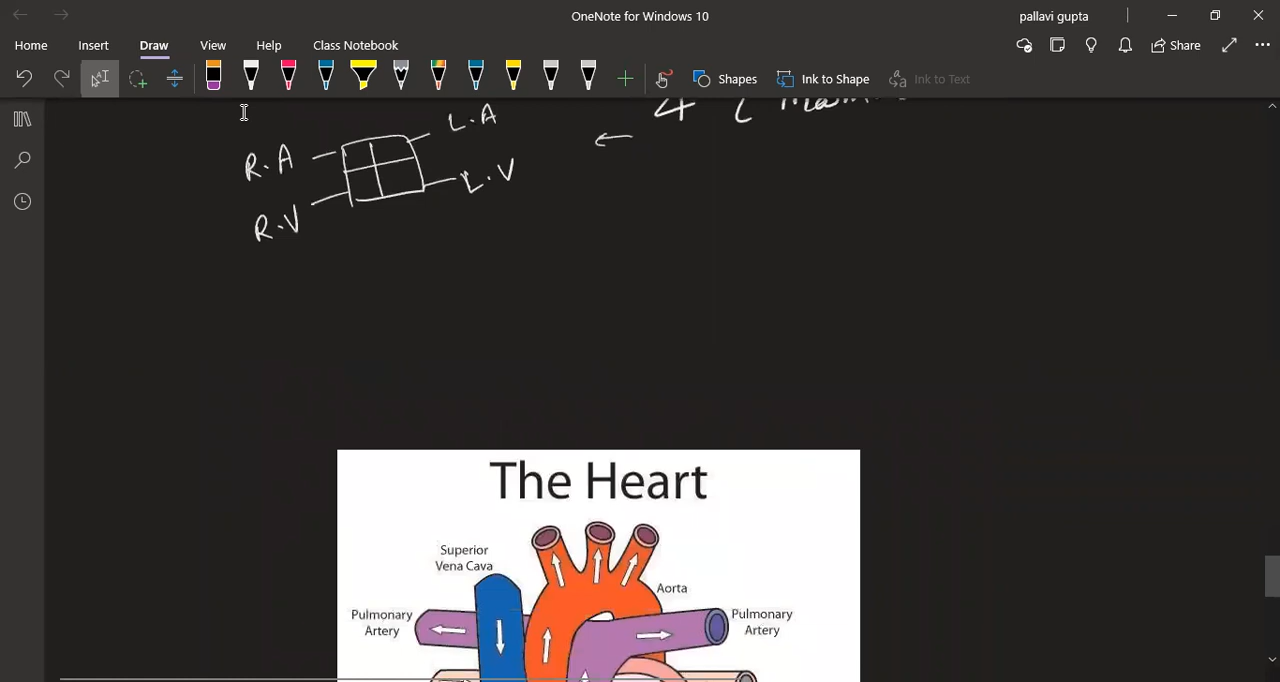 OneNote for Windows 10
pallavi gupta
Home Insert Draw View Help Class Notebook
Share
Shapes Ink to Shape Ink to Text
4 (
L.A
R.A
L.V
R.V
The Heart
Superior
Vena Cava
Aorta
Pulmonary
Artery
Pulmonary
Artery